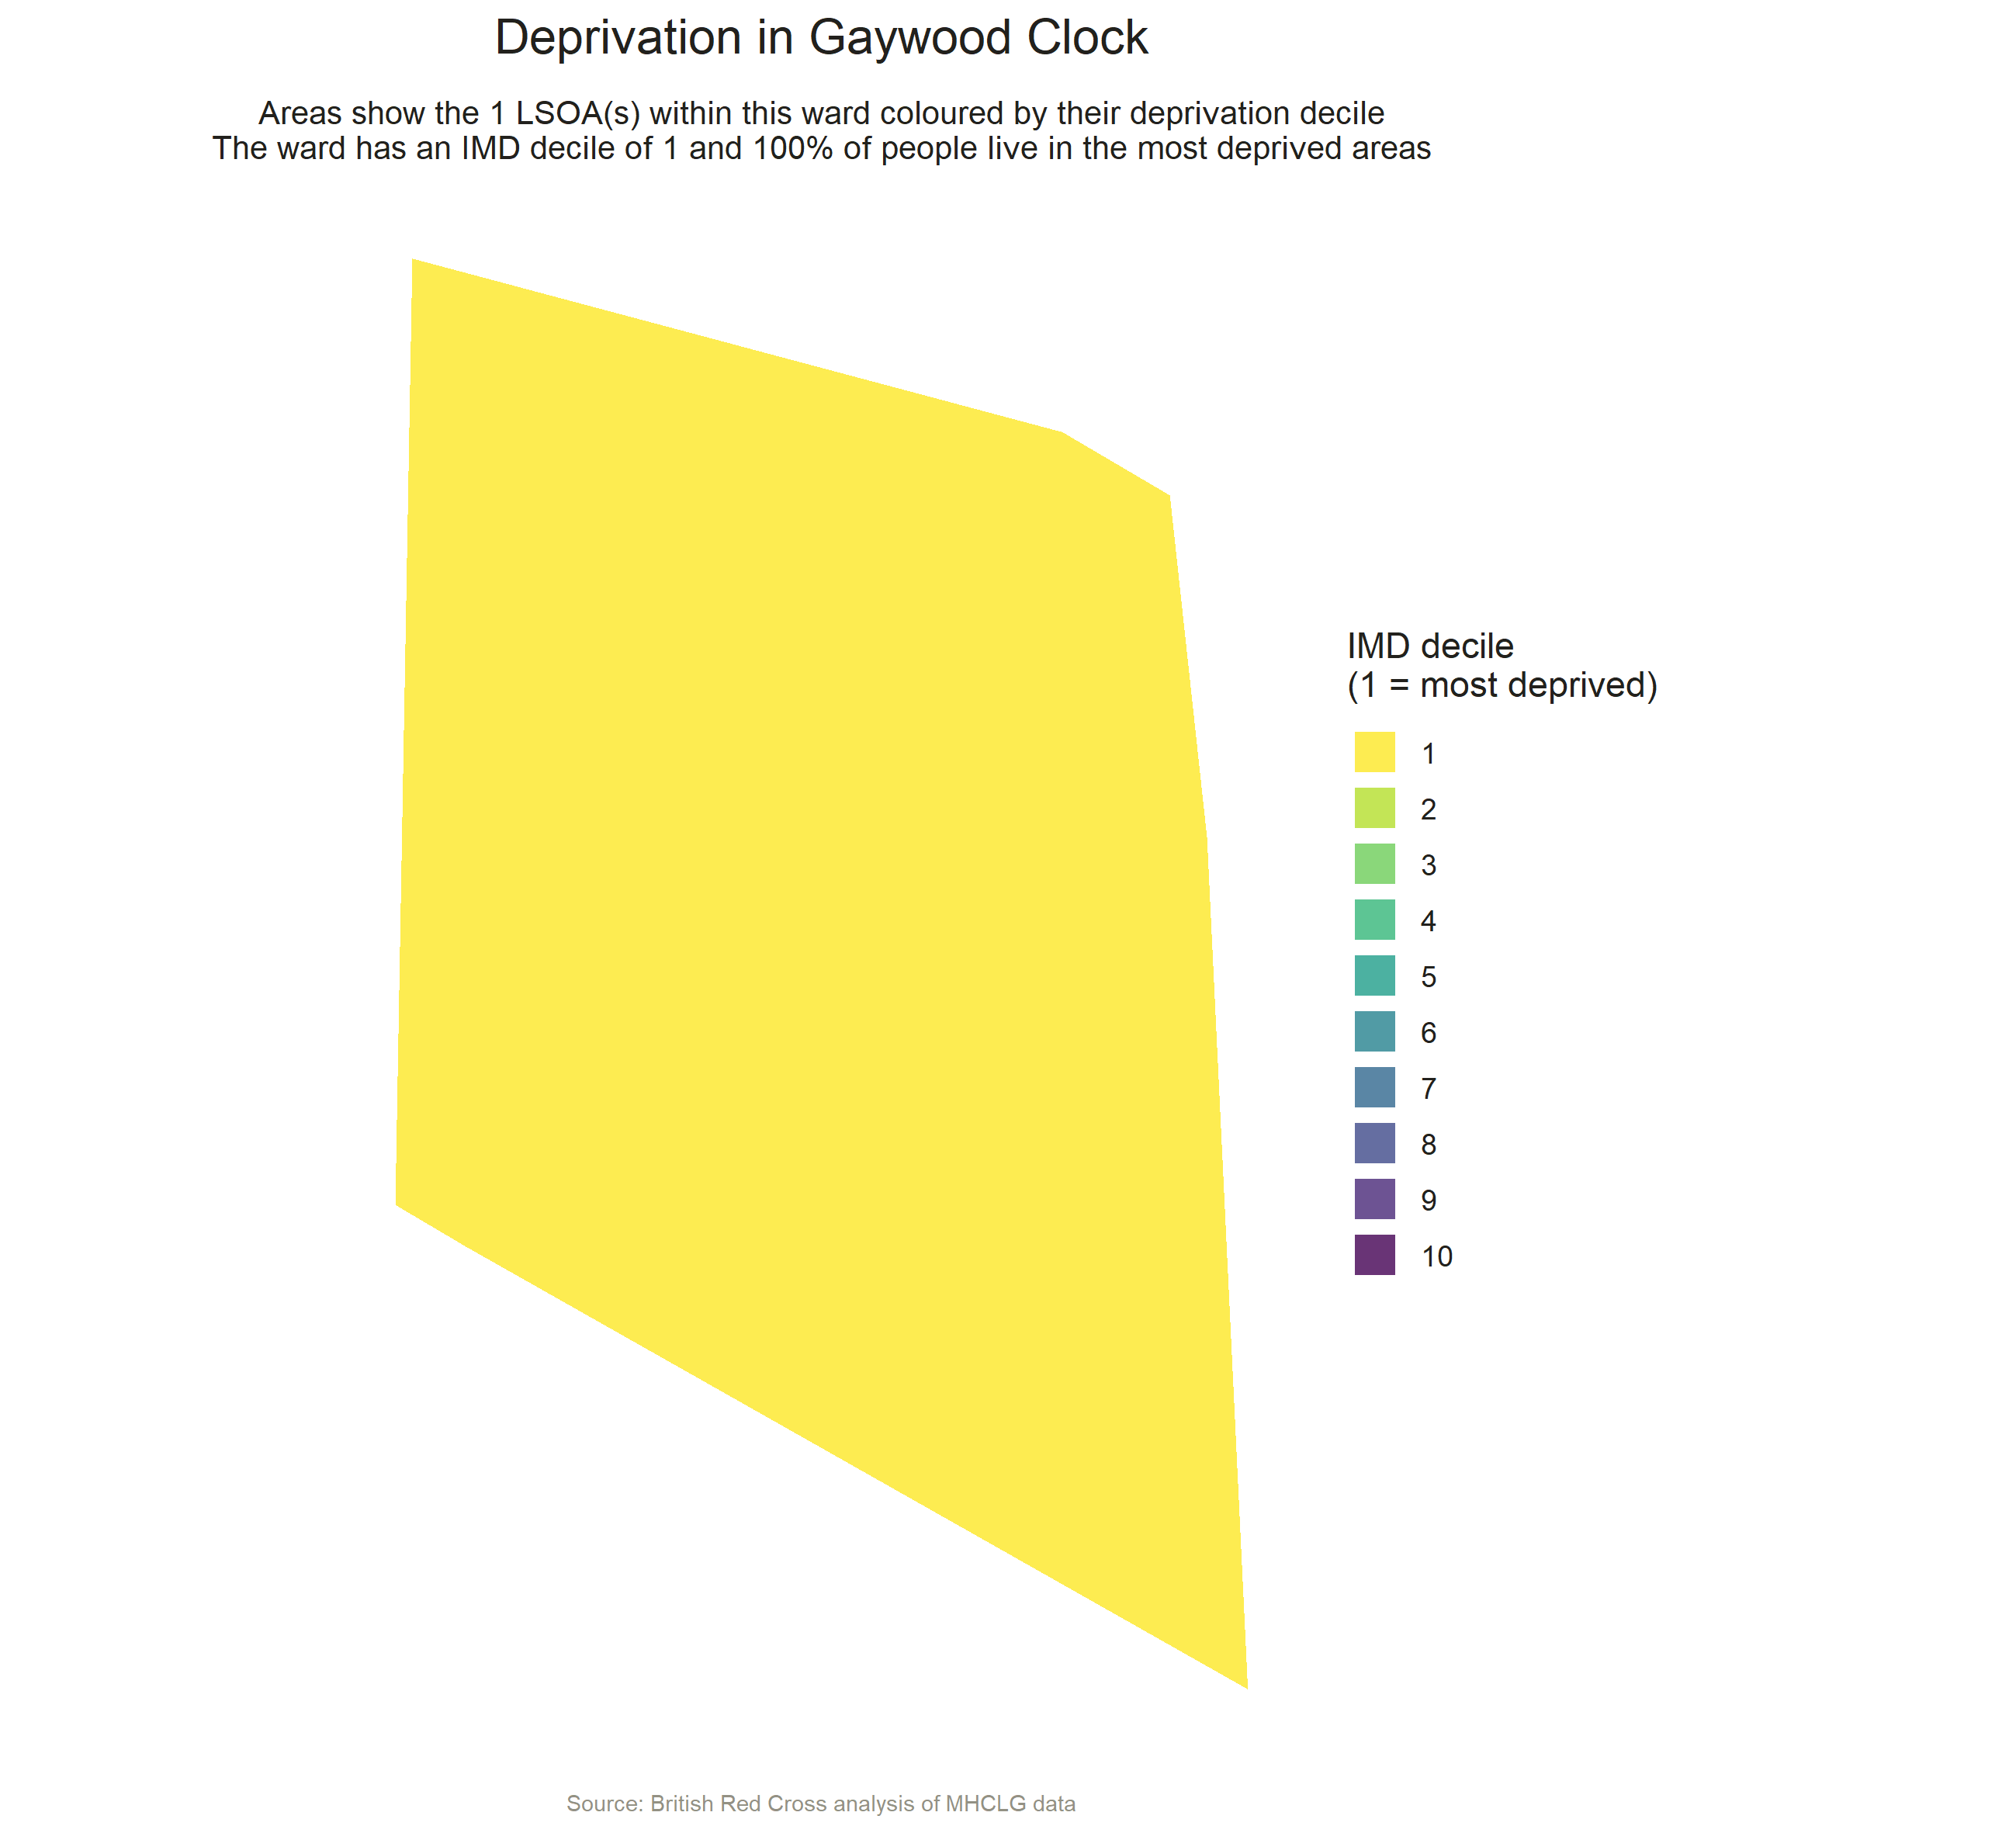 Deprivation in Gaywood Clock
Areas show the 1 LSOA(s) within this ward coloured by their deprivation decile
The ward has an IMD decile of 1 and 100% of people live in the most deprived areas
IMD decile
(1 = most deprived)
1
2
3
4
5
6
7
8
9
10
Source: British Red Cross analysis of MHCLG data